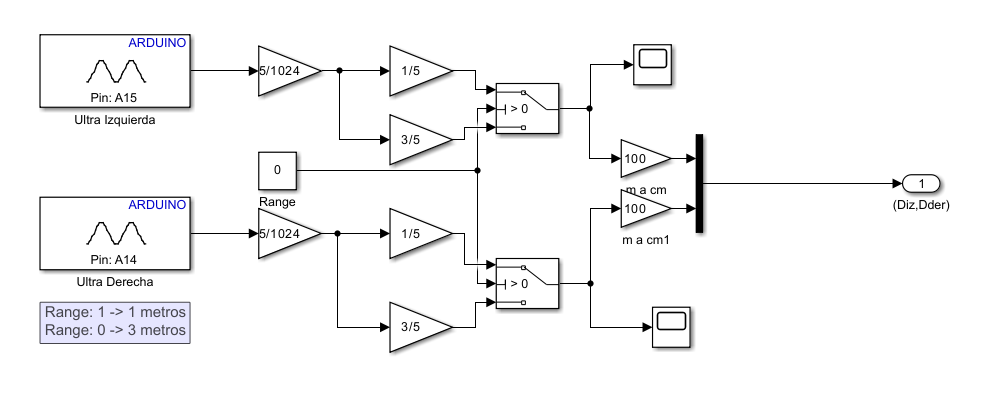 ARDUINO
Pin: A15
Ultra Izquierda
5/1024
1/5
3/5
> 0
0
Range
100
m a cm
100
m a cm1
1
(Diz,Dder)
ARDUINO
Pin: A14
Ultra Derecha
5/1024
1/5
3/5
> 0
Range: 1 -> 1 metros
Range: 0 -> 3 metros